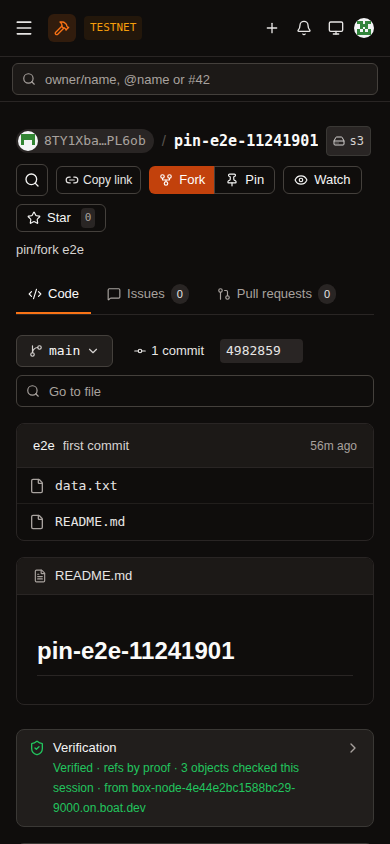 TESTNET
owner/name, @name or #42
8TY1Xba…PL6ob / pin-e2e-11241901 s3
Copy link Fork Pin Watch
Star 0
pin/fork e2e
Code Issues 0 Pull requests 0
main 1 commit 4982859
Go to file
e2e first commit 56m ago
data.txt
README.md
README.md
pin-e2e-11241901
Verification
Verified · refs by proof · 3 objects checked this
session · from box-node-4e44e2bc1588bc29-
9000.on.boat.dev